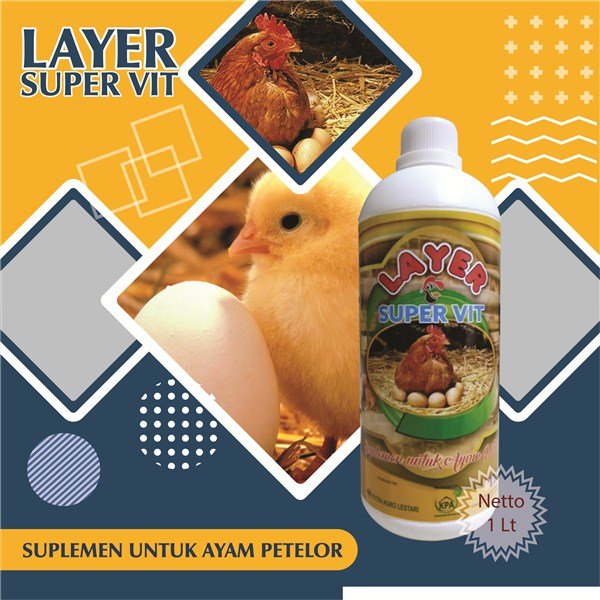 LAYER
SUPER VIT
LAYER
SUPER VIT
Suplemen untuk Ayam
PUTRA AGRO LESTARI
KPA
Netto
1 Lt
SUPLEMEN UNTUK AYAM PETELOR